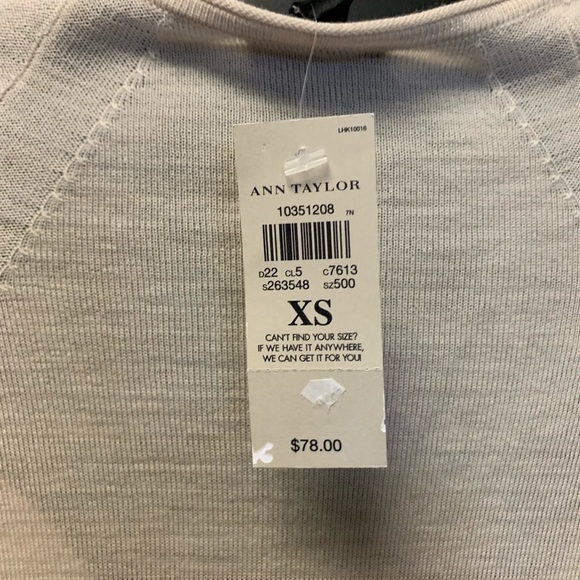 LHK10016
ANN TAYLOR
10351208 7N
D22 CL5 C7613
S263548 SZ500
XS
CAN'T FIND YOUR SIZE?
IF WE HAVE IT ANYWHERE,
WE CAN GET IT FOR YOU!
$78.00